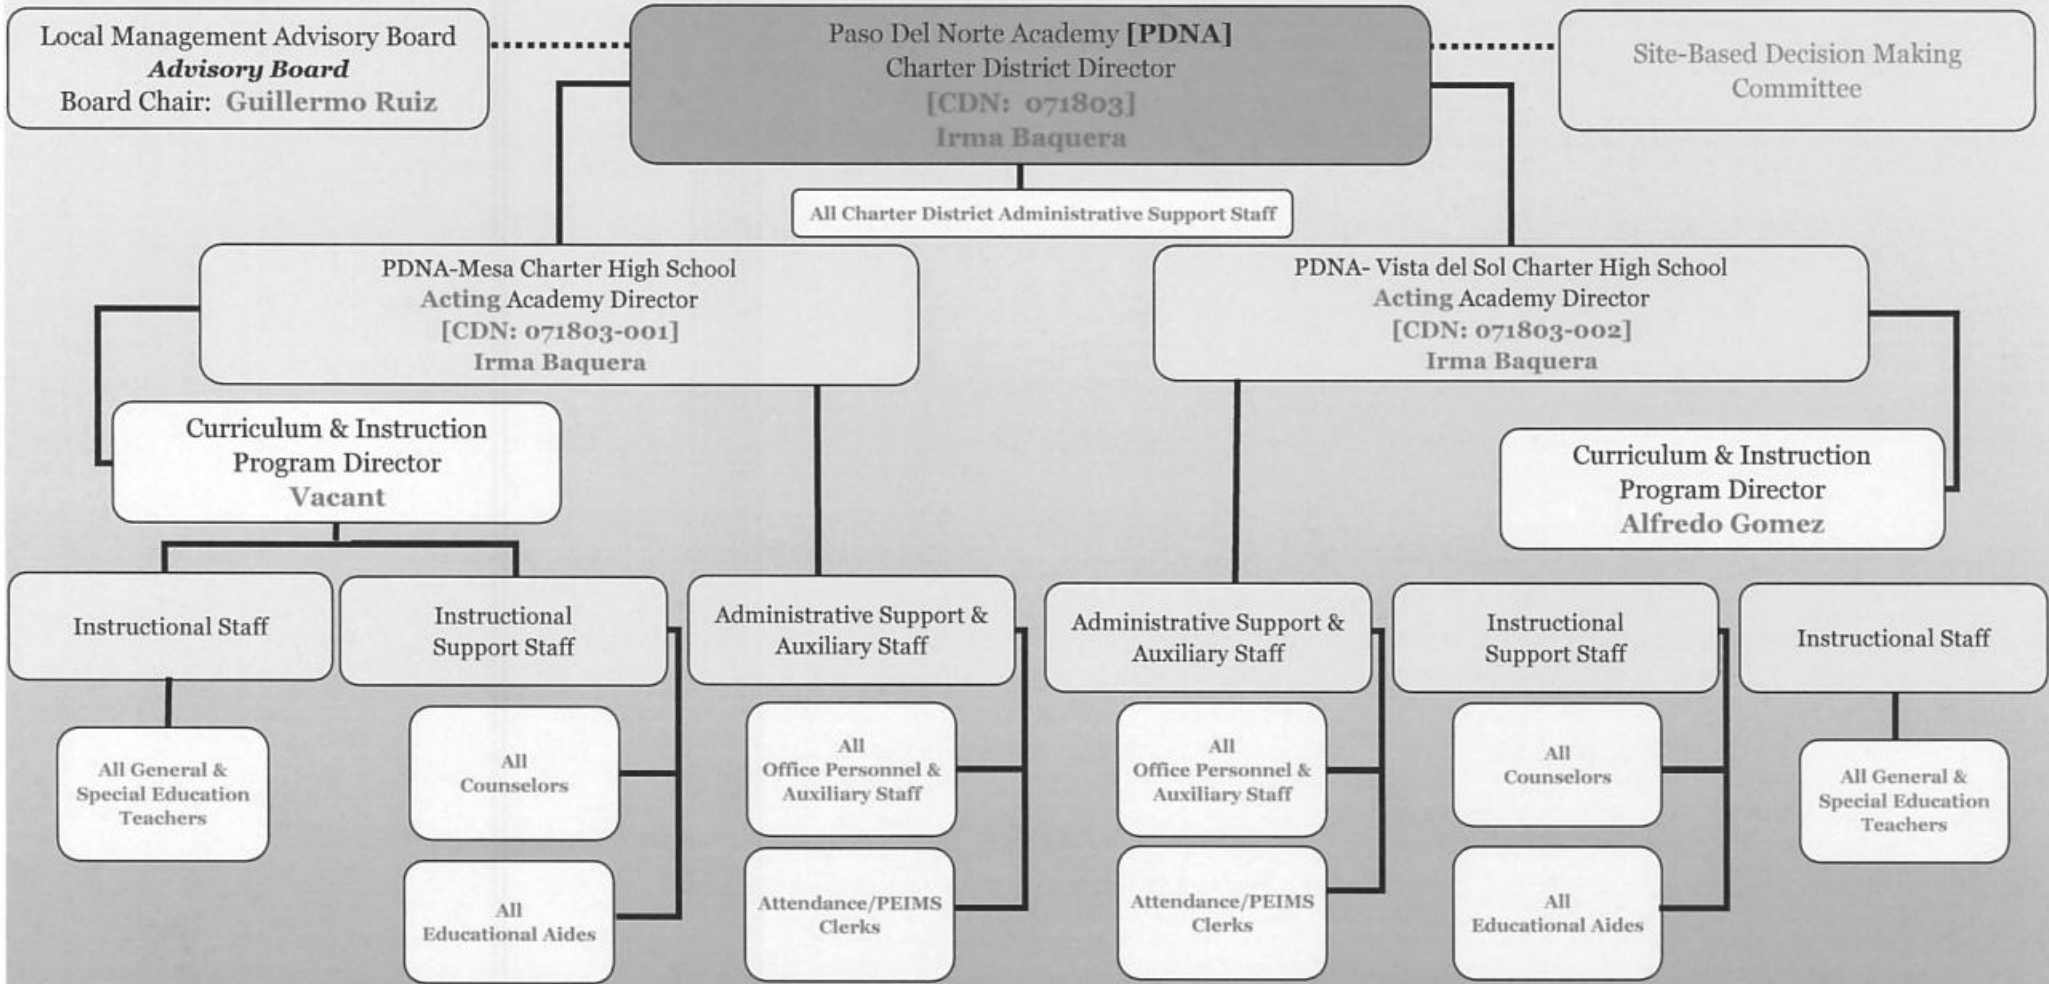 Local Management Advisory Board
Advisory Board
Board Chair: Guillermo Ruiz
Paso Del Norte Academy [PDNA]
Charter District Director
[CDN: 071803]
Irma Baquera
Site-Based Decision Making
Committee
All Charter District Administrative Support Staff
PDNA-Mesa Charter High School
Acting Academy Director
[CDN: 071803-001]
Irma Baquera
PDNA- Vista del Sol Charter High School
Acting Academy Director
[CDN: 071803-002]
Irma Baquera
Curriculum & Instruction
Program Director
Vacant
Curriculum & Instruction
Program Director
Alfredo Gomez
Instructional Staff
Instructional
Support Staff
Administrative Support &
Auxiliary Staff
Administrative Support &
Auxiliary Staff
Instructional
Support Staff
Instructional Staff
All General &
Special Education
Teachers
All
Counselors
All
Office Personnel &
Auxiliary Staff
All
Office Personnel &
Auxiliary Staff
All
Counselors
All General &
Special Education
Teachers
All
Educational Aides
Attendance/PEIMS
Clerks
Attendance/PEIMS
Clerks
All
Educational Aides